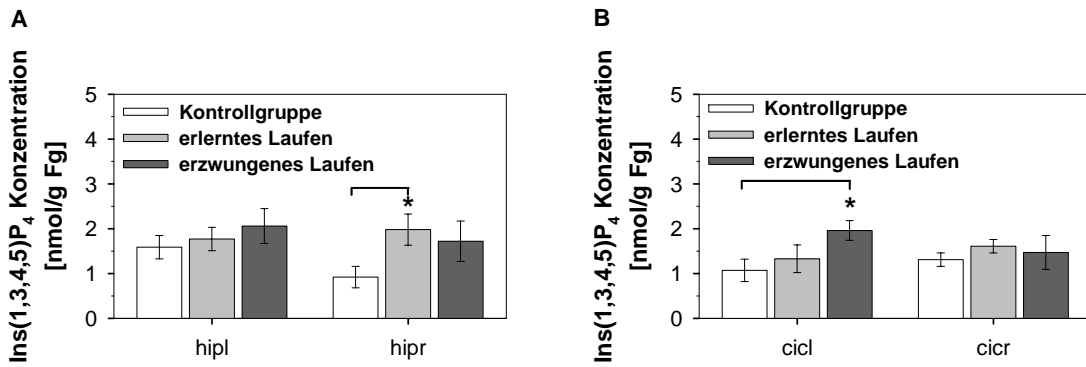 A
Ins(1,3,4,5)P4 Konzentration
[nmol/g Fg]
5
4
3
2
1
0
Kontrollgruppe
erlerntes Laufen
erzwungenes Laufen
*
hipl
hipr
B
Ins(1,3,4,5)P4 Konzentration
[nmol/g Fg]
5
4
3
2
1
0
Kontrollgruppe
erlerntes Laufen
erzwungenes Laufen
*
cicl
cicr